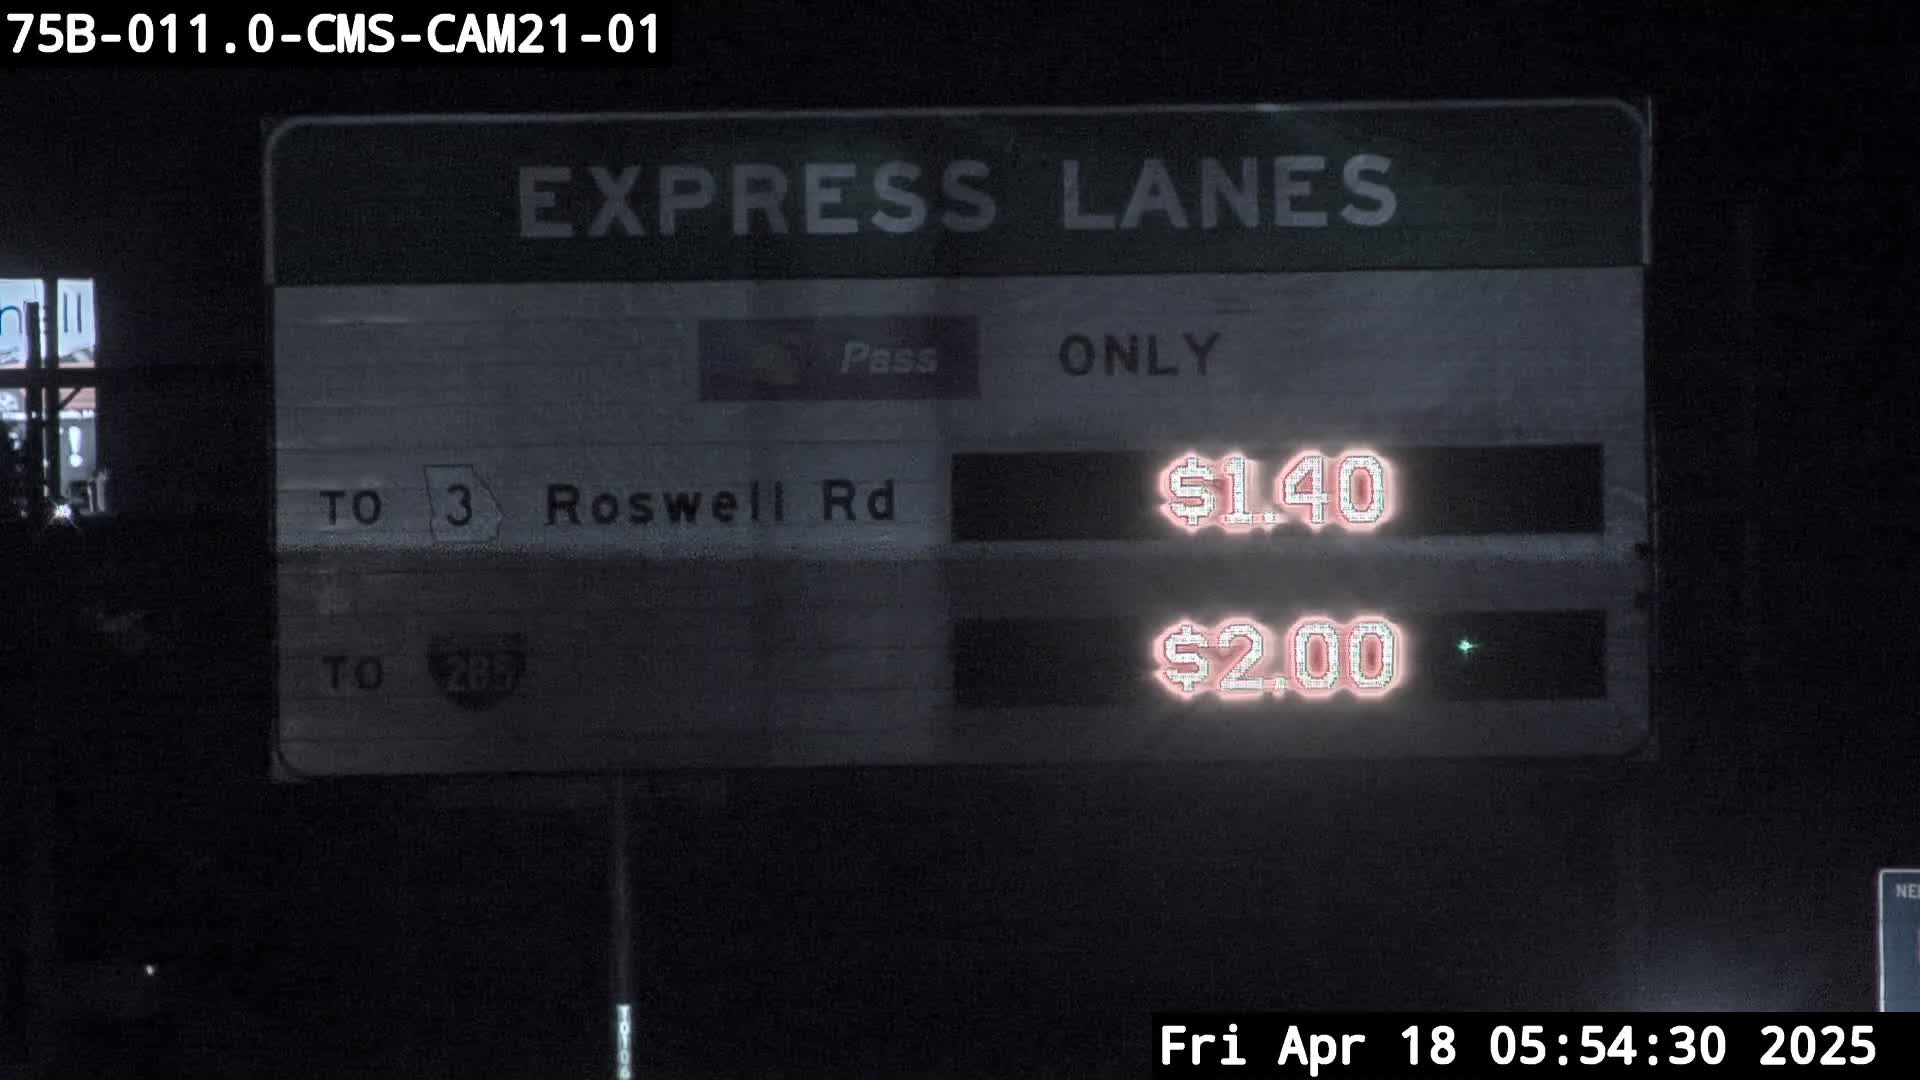 75B-011.0-CMS-CAM21-01
EXPRESS LANES
Pass ONLY
TO 3 Roswell Rd $1.40
TO 285 $2.00
Fri Apr 18 05:54:30 2025